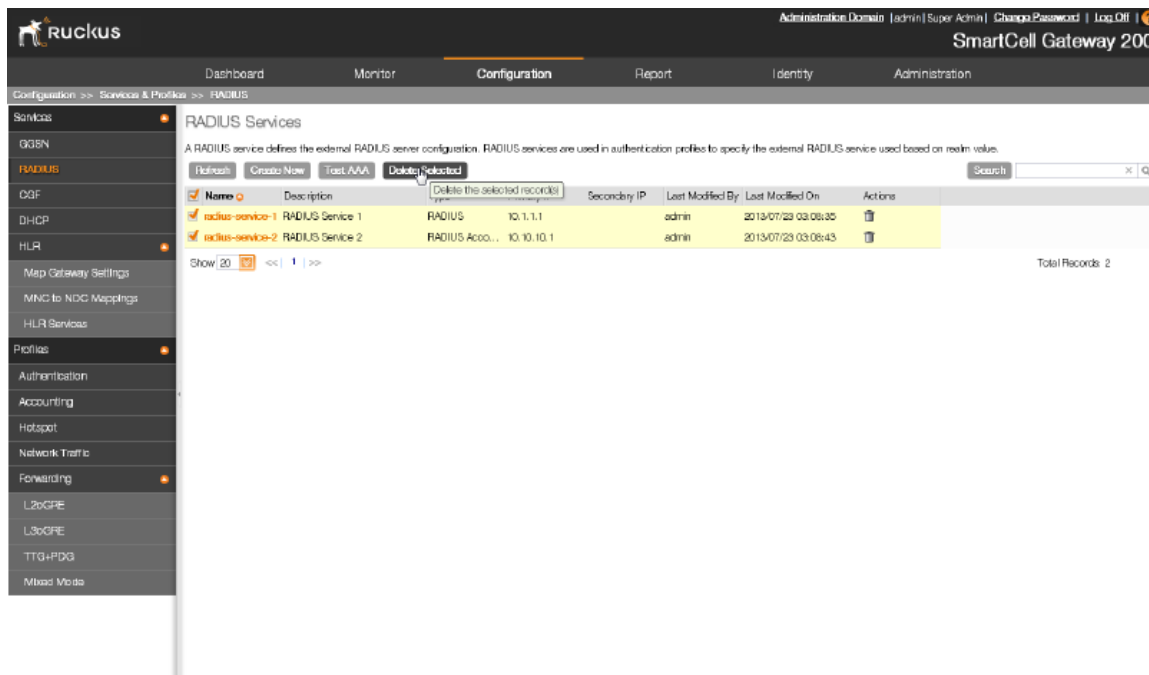 Ruckus
Administration Domain |admin|Super Admin| Change Password | Log Off |
SmartCell Gateway 200
Dashboard Monitor Configuration Report Identity Administration
Configuration >> Services & Profiles >> RADIUS
Services
GGSN
RADIUS
CGF
DHCP
HLR
Map Gateway Settings
MNC to NDC Mappings
HLR Services
Profiles
Authentication
Accounting
Hotspot
Network Traffic
Forwarding
L2oGRE
L3oGRE
TTG+PDG
Mixed Mode
RADIUS Services
A RADIUS service defines the external RADIUS server configuration. RADIUS services are used in authentication profiles to specify the external RADIUS service used based on realm value.
Refresh Create New Test AAA Delete Selected Search
Delete the selected record(s)
Name Description Secondary IP Last Modified By Last Modified On Actions
radius-service-1 RADIUS Service 1 RADIUS 10.1.1.1 admin 2013/07/23 03:08:35
radius-service-2 RADIUS Service 2 RADIUS Acco... 10.10.10.1 admin 2013/07/23 03:08:43
Show 20 <<| 1 |>> Total Records: 2